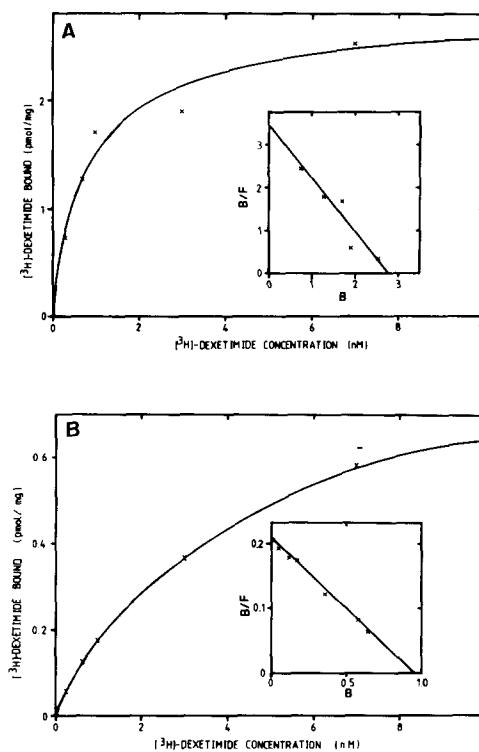 A
[³H]-DEXETIMIDE BOUND (pmol/mg)
2
1
0
0 2 4 6 8
[³H]-DEXETIMIDE CONCENTRATION (nM)
B/F
3
2
1
0
0 1 2 3
B
B
[³H]-DEXETIMIDE BOUND (pmol/mg)
0.6
0.4
0.2
0
0 2 4 6 8
[³H]-DEXETIMIDE CONCENTRATION (nM)
B/F
0.2
0.1
0
0 0.5 1.0
B